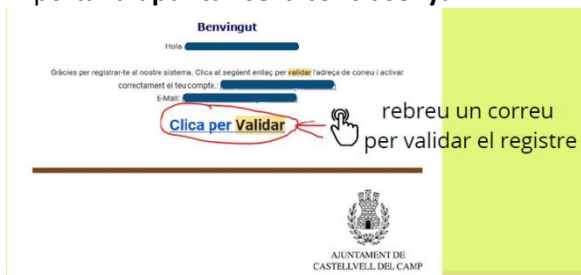 Benvingut
Hola
Gràcies per registrar-te al nostre sistema. Clica al següent enllaç per validar l'adreça de correu i activar
correctament el teu compte.:
E-Mail:
Clica per Validar
rebreu un correu
per validar el registre
AJUNTAMENT DE
CASTELLVELL DEL CAMP